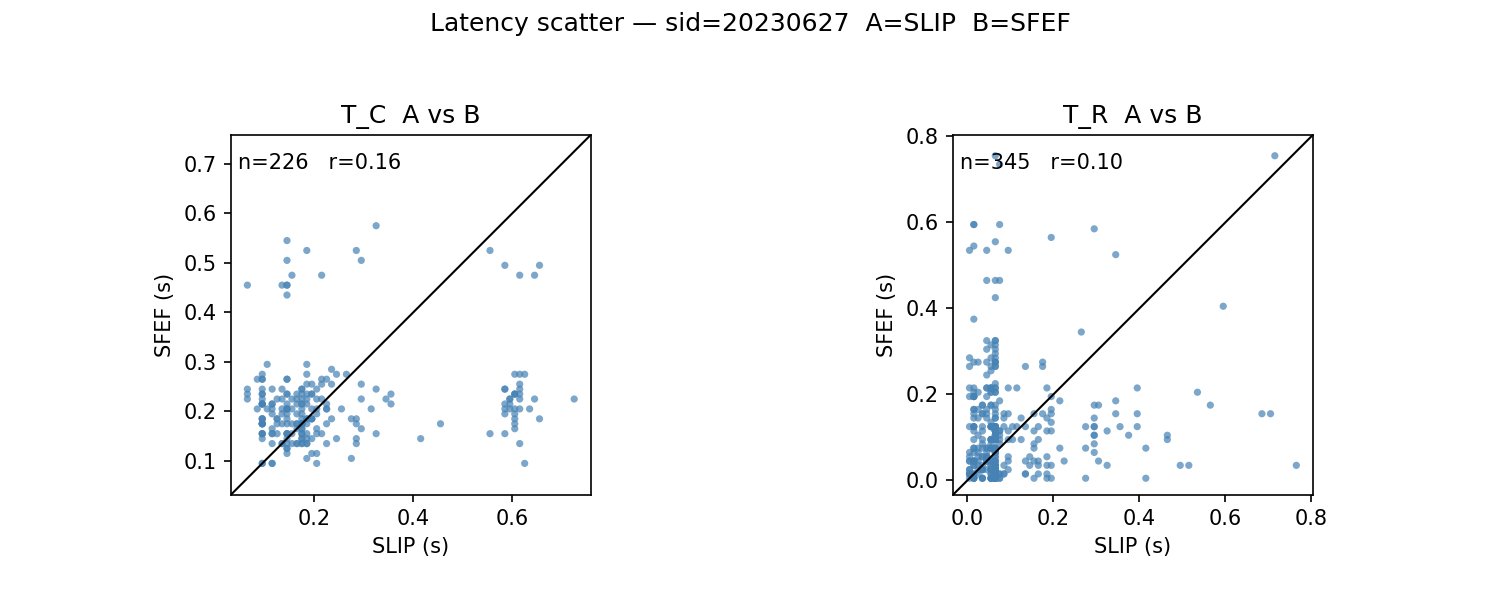 Latency scatter — sid=20230627  A=SLIP  B=SFEF
T_C  A vs B
n=226   r=0.16
0.7
0.6
0.5
0.4
0.3
0.2
0.1
SFEF (s)
0.2
0.4
0.6
SLIP (s)
T_R  A vs B
n=345   r=0.10
0.8
0.6
0.4
0.2
0.0
SFEF (s)
0.0
0.2
0.4
0.6
0.8
SLIP (s)